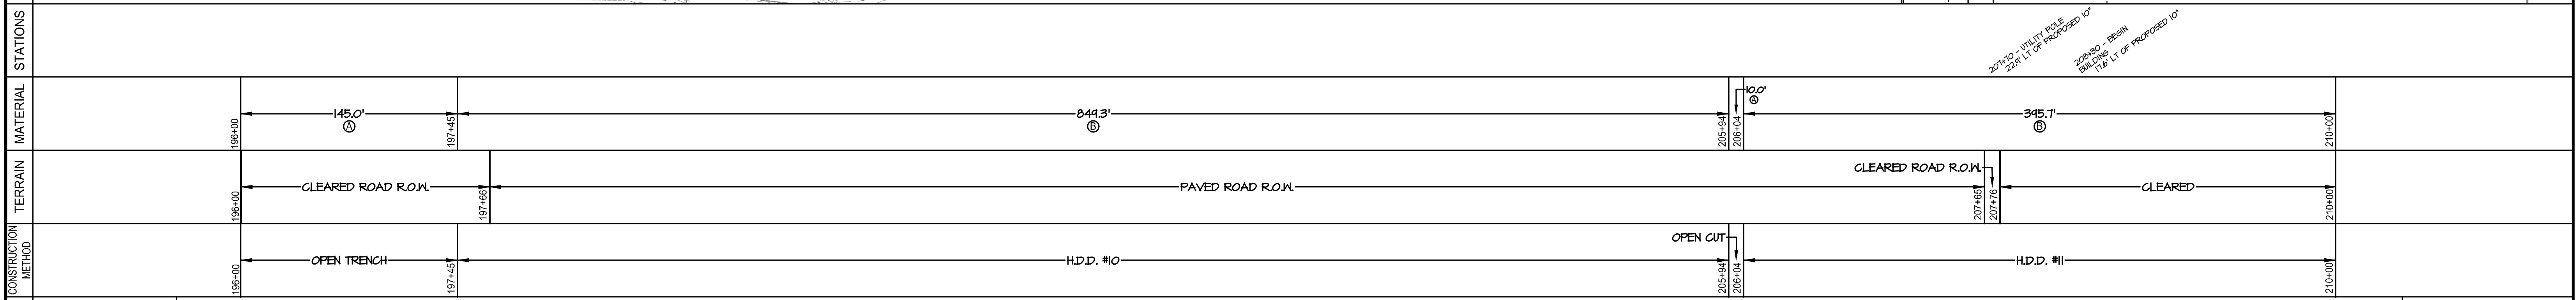 STATIONS
207+70 - UTILITY POLE
22.9' LT OF PROPOSED 10"
208+30 - BEGIN
BUILDING
17.6' LT OF PROPOSED 10"
MATERIAL
196+00
145.0'
A
197+45
849.3'
B
205+94
206+04
10.0'
A
395.7'
B
210+00
TERRAIN
196+00
CLEARED ROAD R.O.W.
197+66
PAVED ROAD R.O.W.
CLEARED ROAD R.O.W.
207+65
207+76
CLEARED
210+00
CONSTRUCTION
METHOD
196+00
OPEN TRENCH
197+45
H.D.D. #10
OPEN CUT
205+94
206+04
H.D.D. #11
210+00